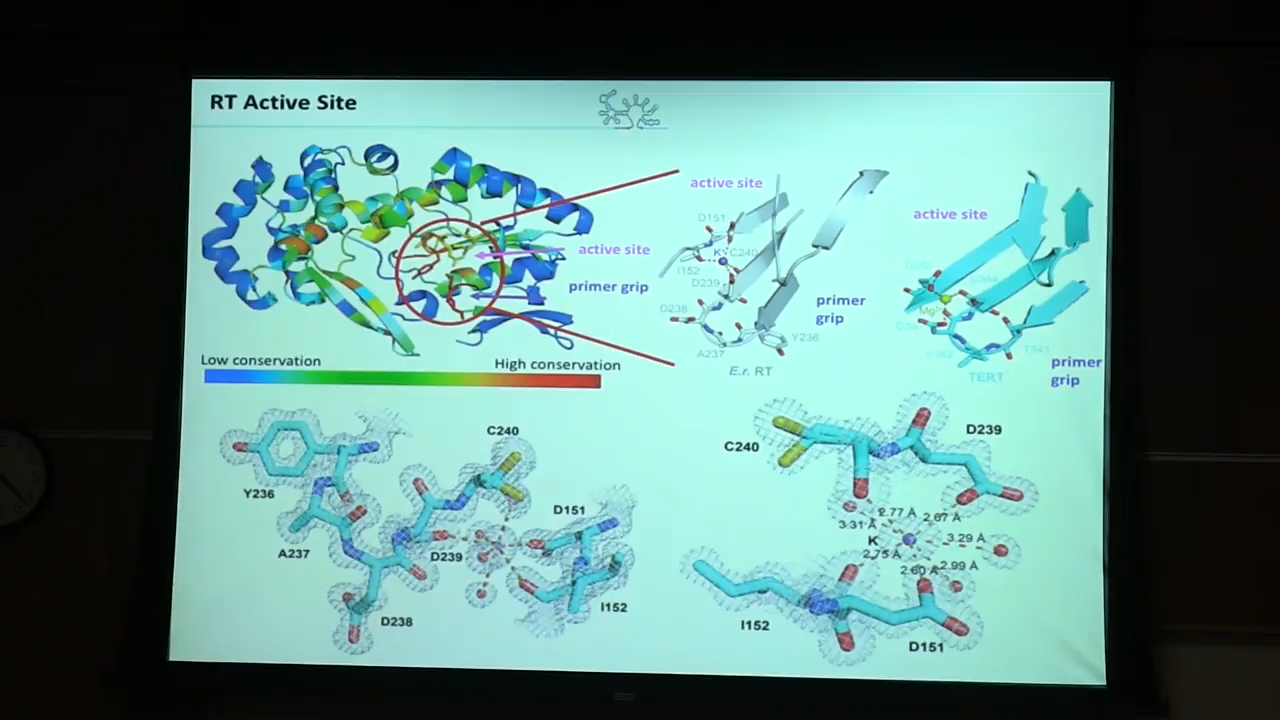 RT Active Site
active site
D151
K
C240
I152
D239
D238
A237
Y236
E.r. RT
primer
grip
active site
primer grip
Low conservation
High conservation
active site
Mg
TERT
primer
grip
C240
Y236
A237
D239
D151
D238
I152
C240
D239
2.77 Å
2.67 Å
3.31 Å
K
3.29 Å
2.75 Å
2.60 Å
2.99 Å
I152
D151